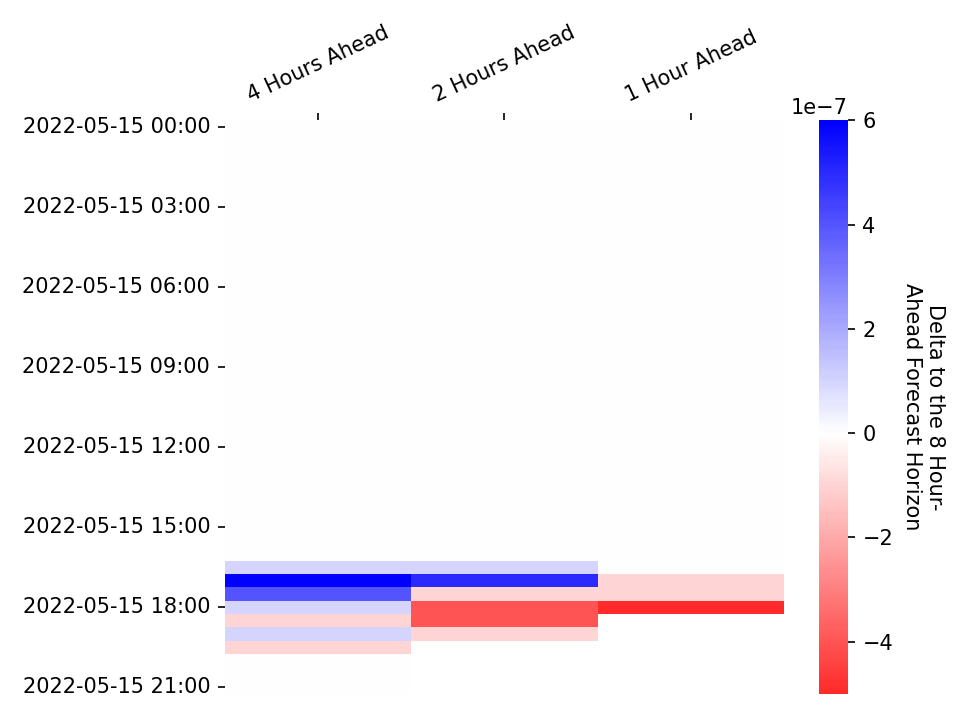 4 Hours Ahead
2 Hours Ahead
1 Hour Ahead
1e−7
2022-05-15 00:00
2022-05-15 03:00
2022-05-15 06:00
2022-05-15 09:00
2022-05-15 12:00
2022-05-15 15:00
2022-05-15 18:00
2022-05-15 21:00
6
4
2
0
−2
−4
Delta to the 8 Hour-
Ahead Forecast Horizon